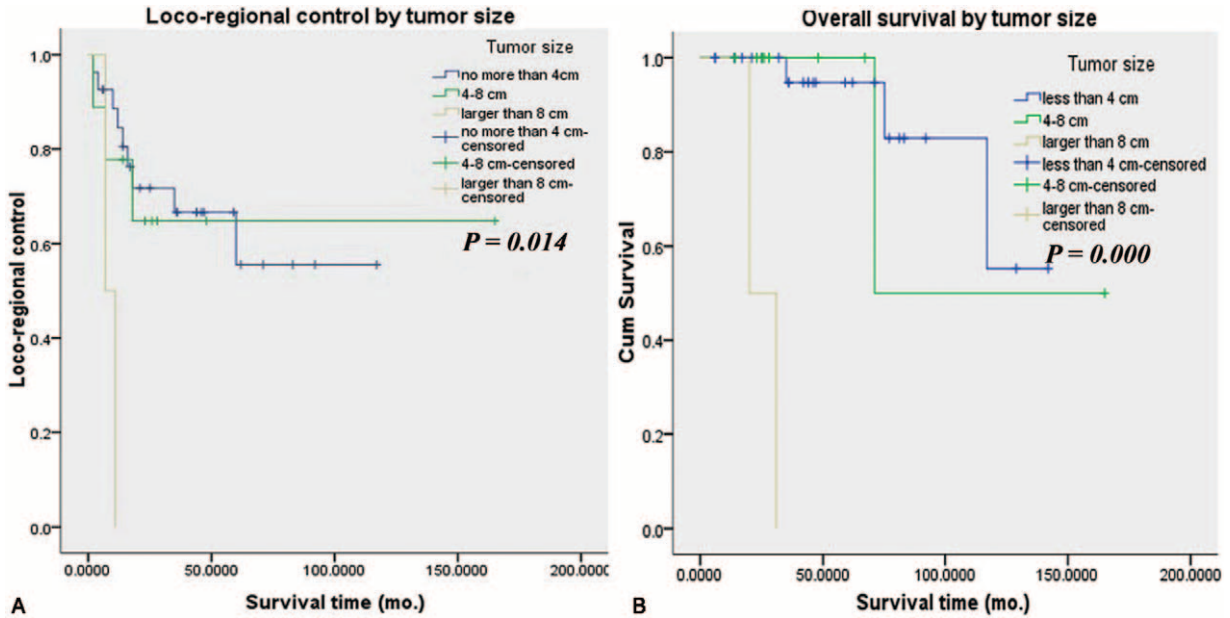 Loco-regional control by tumor size
Loco-regional control
1.0
0.8
0.6
0.4
0.2
0.0
Tumor size
no more than 4cm
4-8 cm
larger than 8 cm
no more than 4 cm-
censored
4-8 cm-censored
larger than 8 cm-
censored
P = 0.014
0.0000 50.0000 100.0000 150.0000 200.0000
Survival time (mo.)
A
Overall survival by tumor size
Cum Survival
1.0
0.8
0.6
0.4
0.2
0.0
Tumor size
less than 4 cm
4-8 cm
larger than 8 cm
less than 4 cm-censored
4-8 cm-censored
larger than 8 cm-
censored
P = 0.000
0.0000 50.0000 100.0000 150.0000 200.0000
Survival time (mo.)
B